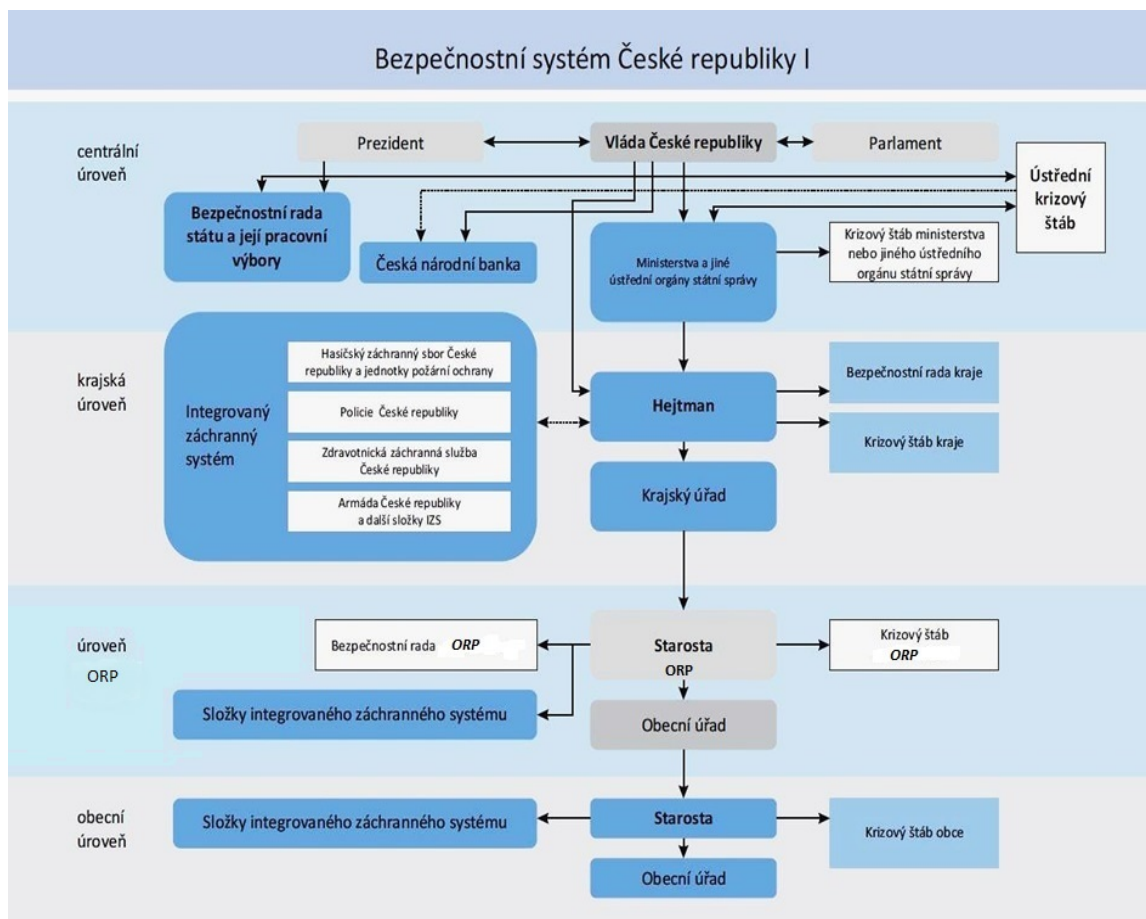 Bezpečnostní systém České republiky I
centrální
úroveň
Prezident
Vláda České republiky
Parlament
Ústřední
krizový
štáb
Bezpečnostní rada
státu a její pracovní
výbory
Česká národní banka
Ministerstva a jiné
ústřední orgány státní správy
Krizový štáb ministerstva
nebo jiného ústředního
orgánu státní správy
krajská
úroveň
Integrovaný
záchranný
systém
Hasičský záchranný sbor České
republiky a jednotky požární ochrany
Policie České republiky
Zdravotnická záchranná služba
České republiky
Armáda České republiky
a další složky IZS
Hejtman
Bezpečnostní rada kraje
Krizový štáb kraje
Krajský úřad
úroveň
ORP
Bezpečnostní rada ORP
Starosta
ORP
Krizový štáb
ORP
Složky integrovaného záchranného systému
Obecní úřad
obecní
úroveň
Složky integrovaného záchranného systému
Starosta
Krizový štáb obce
Obecní úřad